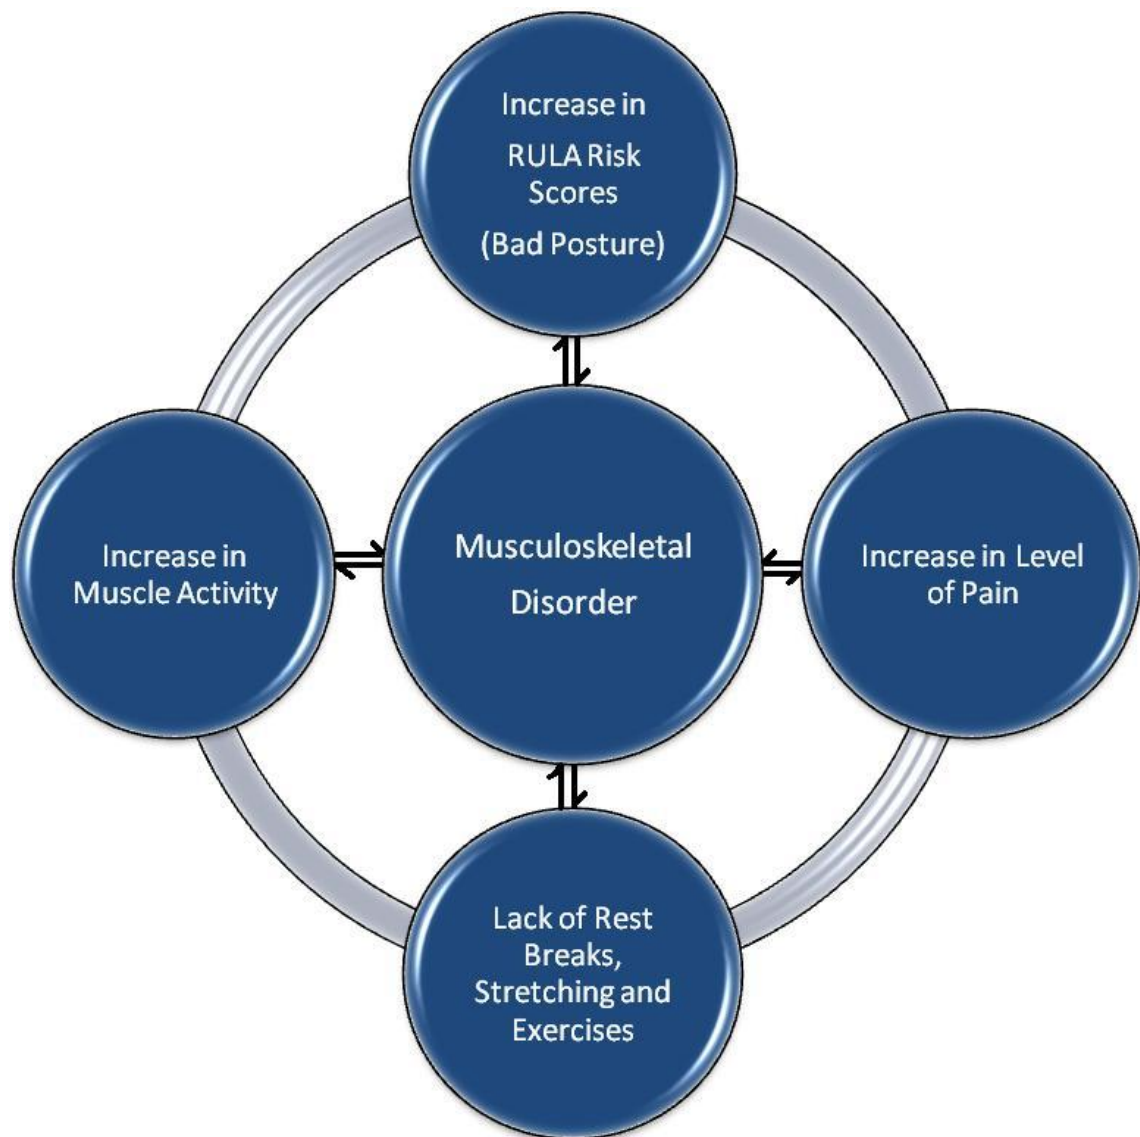 Increase in
RULA Risk
Scores
(Bad Posture)
Increase in
Muscle Activity
Musculoskeletal
Disorder
Increase in Level
of Pain
Lack of Rest
Breaks,
Stretching and
Exercises